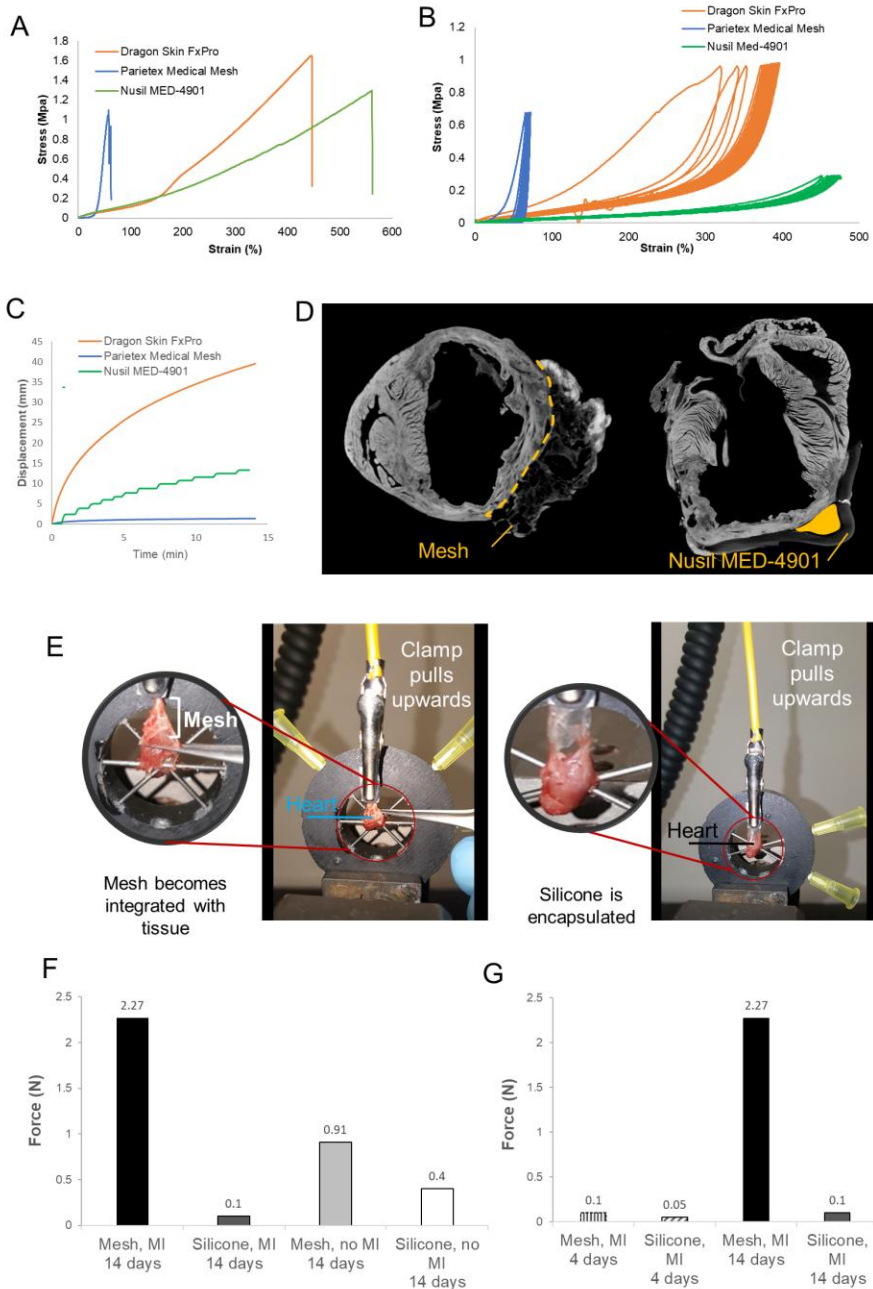 A
Dragon Skin FxPro
Parietex Medical Mesh
Nusil MED-4901
Stress (Mpa)
1.8
1.6
1.4
1.2
1
0.8
0.6
0.4
0.2
0
0 100 200 300 400 500 600
Strain (%)
B
Dragon Skin FxPro
Parietex Medical Mesh
Nusil Med-4901
Stress (Mpa)
1.2
1
0.8
0.6
0.4
0.2
0
0 100 200 300 400 500
Strain (%)
C
Dragon Skin FxPro
Parietex Medical Mesh
Nusil MED-4901
Displacement (mm)
45
40
35
30
25
20
15
10
5
0
0 5 10 15
Time (min)
D
Mesh
Nusil MED-4901
E
Mesh
Clamp
pulls
upwards
Heart
Mesh becomes
integrated with
tissue
Clamp
pulls
upwards
Heart
Silicone is
encapsulated
F
Force (N)
2.5
2
1.5
1
0.5
0
2.27
0.1
0.91
0.4
Mesh, MI
14 days
Silicone, MI
14 days
Mesh, no MI
14 days
Silicone, no
MI
14 days
G
Force (N)
2.5
2
1.5
1
0.5
0
0.1
0.05
2.27
0.1
Mesh, MI
4 days
Silicone,
MI
4 days
Mesh, MI
14 days
Silicone,
MI
14 days